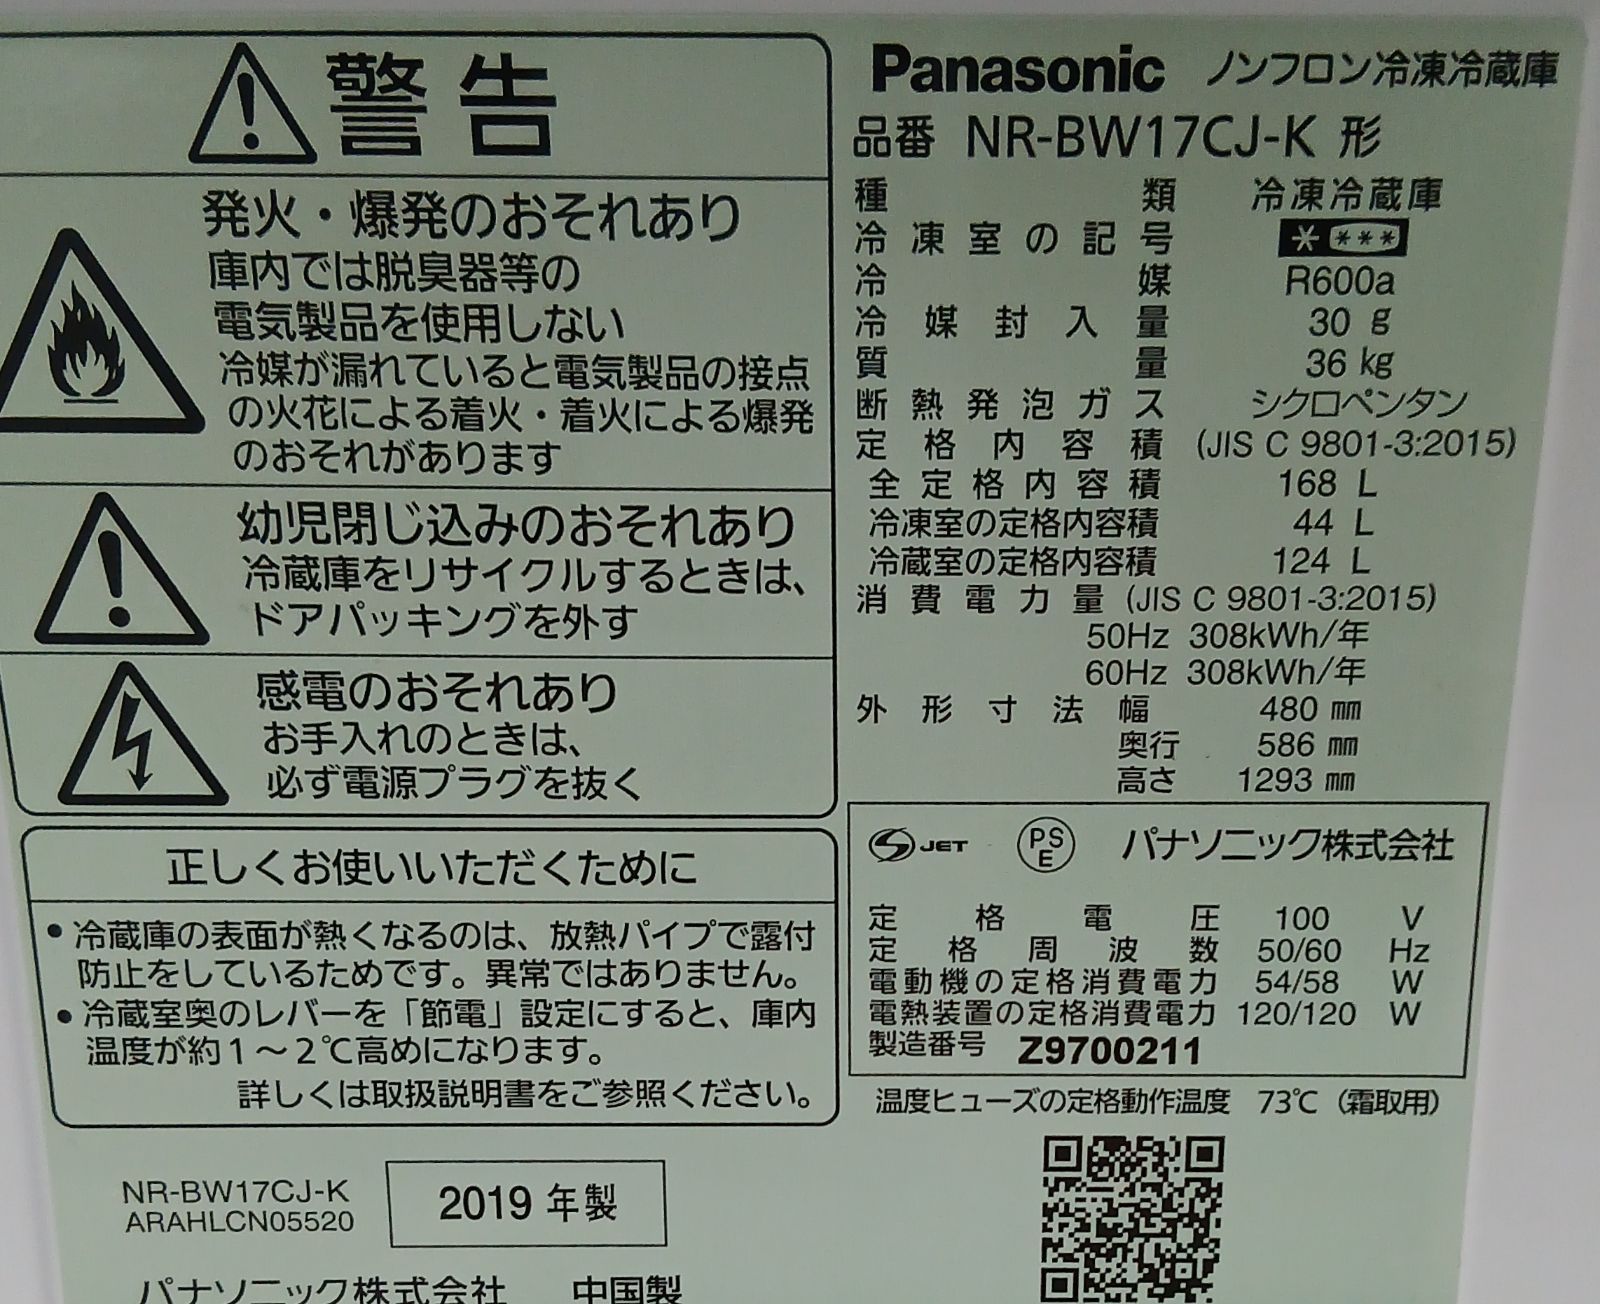 警告
発火・爆発のおそれあり
庫内では脱臭器等の
電気製品を使用しない
冷媒が漏れていると電気製品の接点
の火花による着火・着火による爆発
のおそれがあります
幼児閉じ込みのおそれあり
冷蔵庫をリサイクルするときは、
ドアパッキングを外す
感電のおそれあり
お手入れのときは、
必ず電源プラグを抜く
正しくお使いいただくために
• 冷蔵庫の表面が熱くなるのは、放熱パイプで露付
防止をしているためです。異常ではありません。
• 冷蔵室奥のレバーを「節電」設定にすると、庫内
温度が約1～2℃高めになります。
詳しくは取扱説明書をご参照ください。
NR-BW17CJ-K
ARAHLCN05520
2019 年製
パナソニック株式会社 中国製
Panasonic ノンフロン冷凍冷蔵庫
品番 NR-BW17CJ-K 形
種類 冷凍冷蔵庫
冷凍室の記号 * ***
冷媒 R600a
冷媒封入量 30 g
質量 36 kg
断熱発泡ガス シクロペンタン
定格内容積 (JIS C 9801-3:2015)
全定格内容積 168 L
冷凍室の定格内容積 44 L
冷蔵室の定格内容積 124 L
消費電力量 (JIS C 9801-3:2015)
50Hz 308kWh/年
60Hz 308kWh/年
外形寸法 幅 480 ㎜
奥行 586 ㎜
高さ 1293 ㎜
S JET PS E パナソニック株式会社
定格電圧 100 V
定格周波数 50/60 Hz
電動機の定格消費電力 54/58 W
電熱装置の定格消費電力 120/120 W
製造番号 Z9700211
温度ヒューズの定格動作温度 73℃（霜取用）